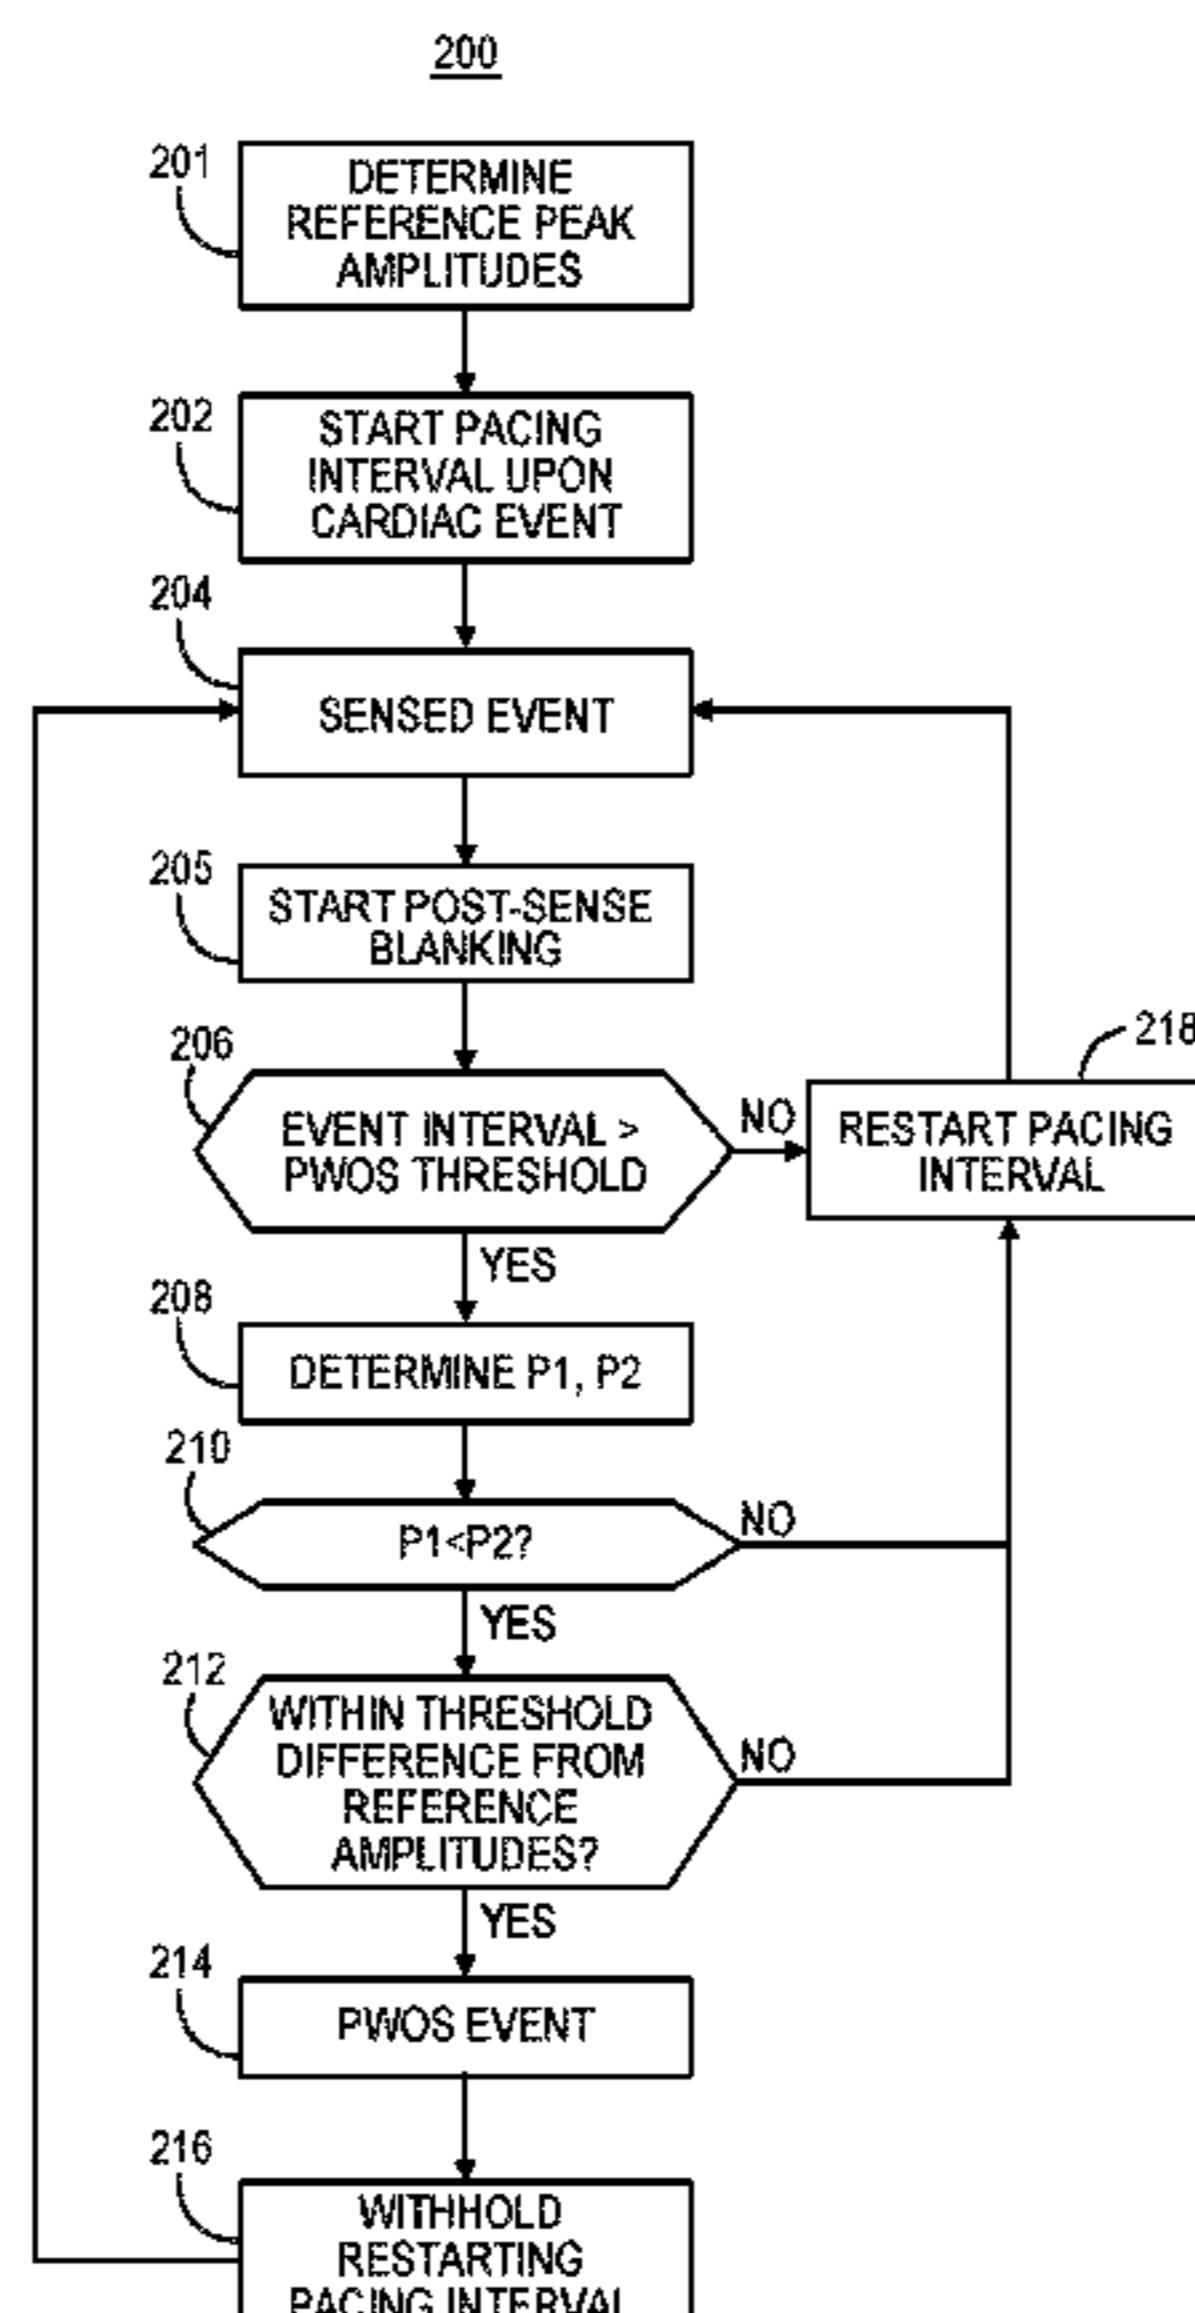 200
201
DETERMINE
REFERENCE PEAK
AMPLITUDES
202
START PACING
INTERVAL UPON
CARDIAC EVENT
204
SENSED EVENT
205
START POST-SENSE
BLANKING
206
EVENT INTERVAL >
PWOS THRESHOLD
NO
218
RESTART PACING
INTERVAL
YES
208
DETERMINE P1, P2
210
P1<P2?
NO
YES
212
WITHIN THRESHOLD
DIFFERENCE FROM
REFERENCE
AMPLITUDES?
NO
YES
214
PWOS EVENT
216
WITHHOLD
RESTARTING
PACING INTERVAL